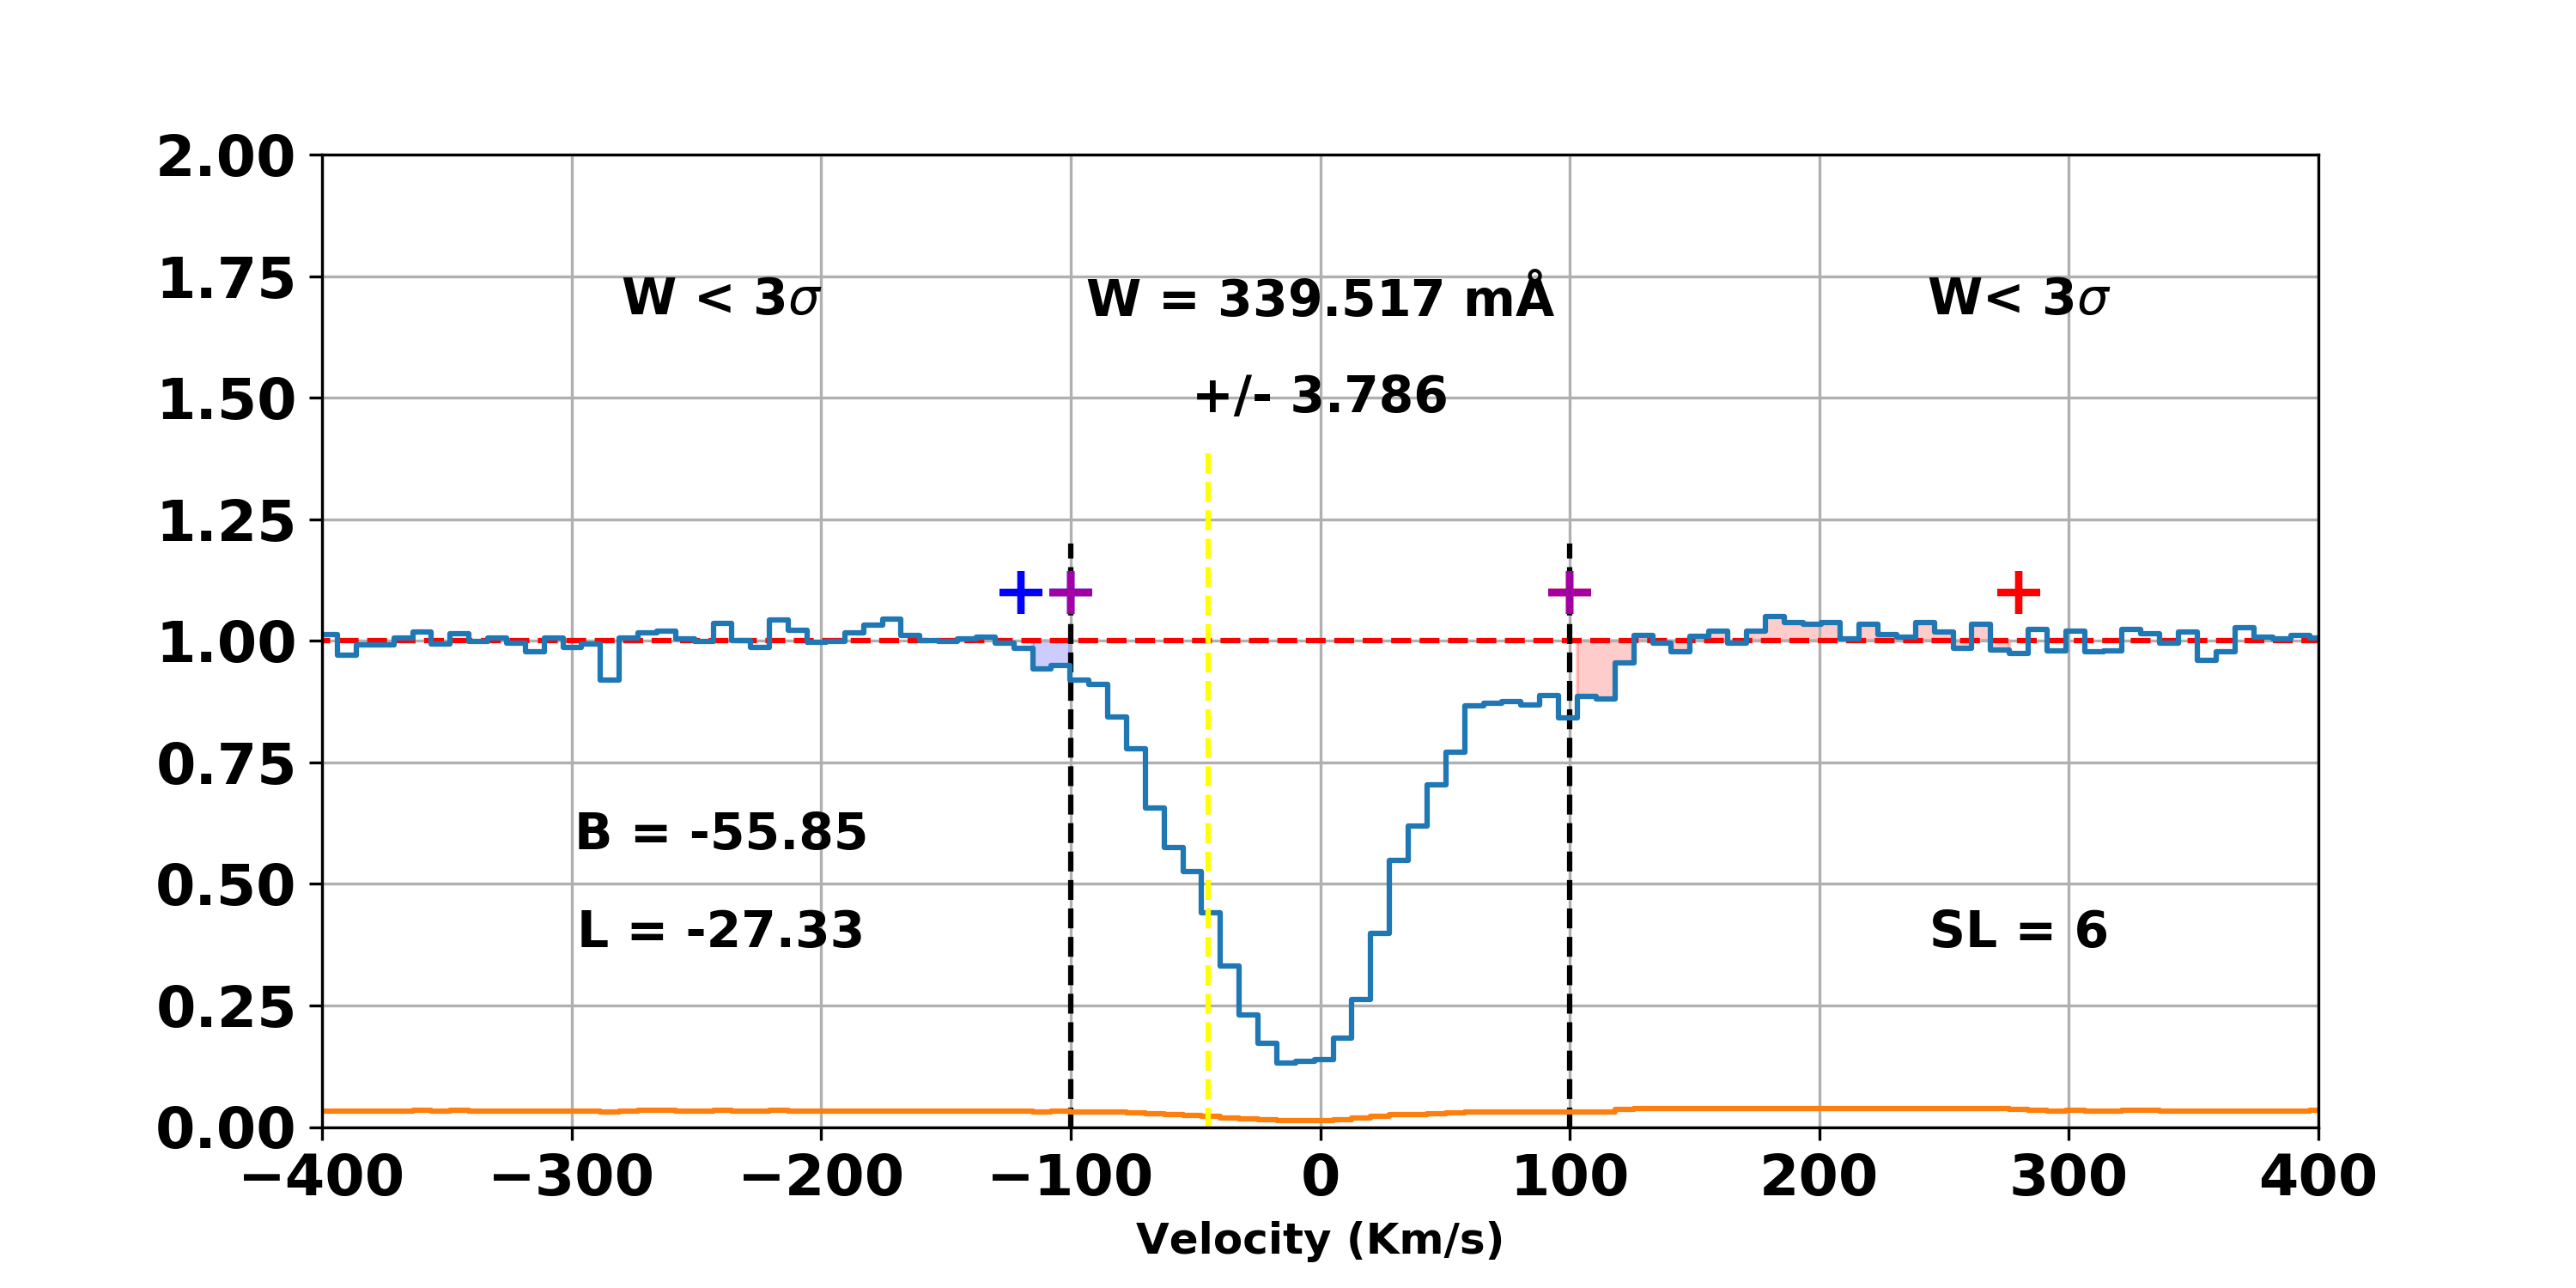 2.00
1.75
1.50
1.25
1.00
0.75
0.50
0.25
0.00
W < 3σ
W = 339.517 mÅ
+/- 3.786
W< 3σ
B = -55.85
L = -27.33
SL = 6
−400 −300 −200 −100 0 100 200 300 400
Velocity (Km/s)